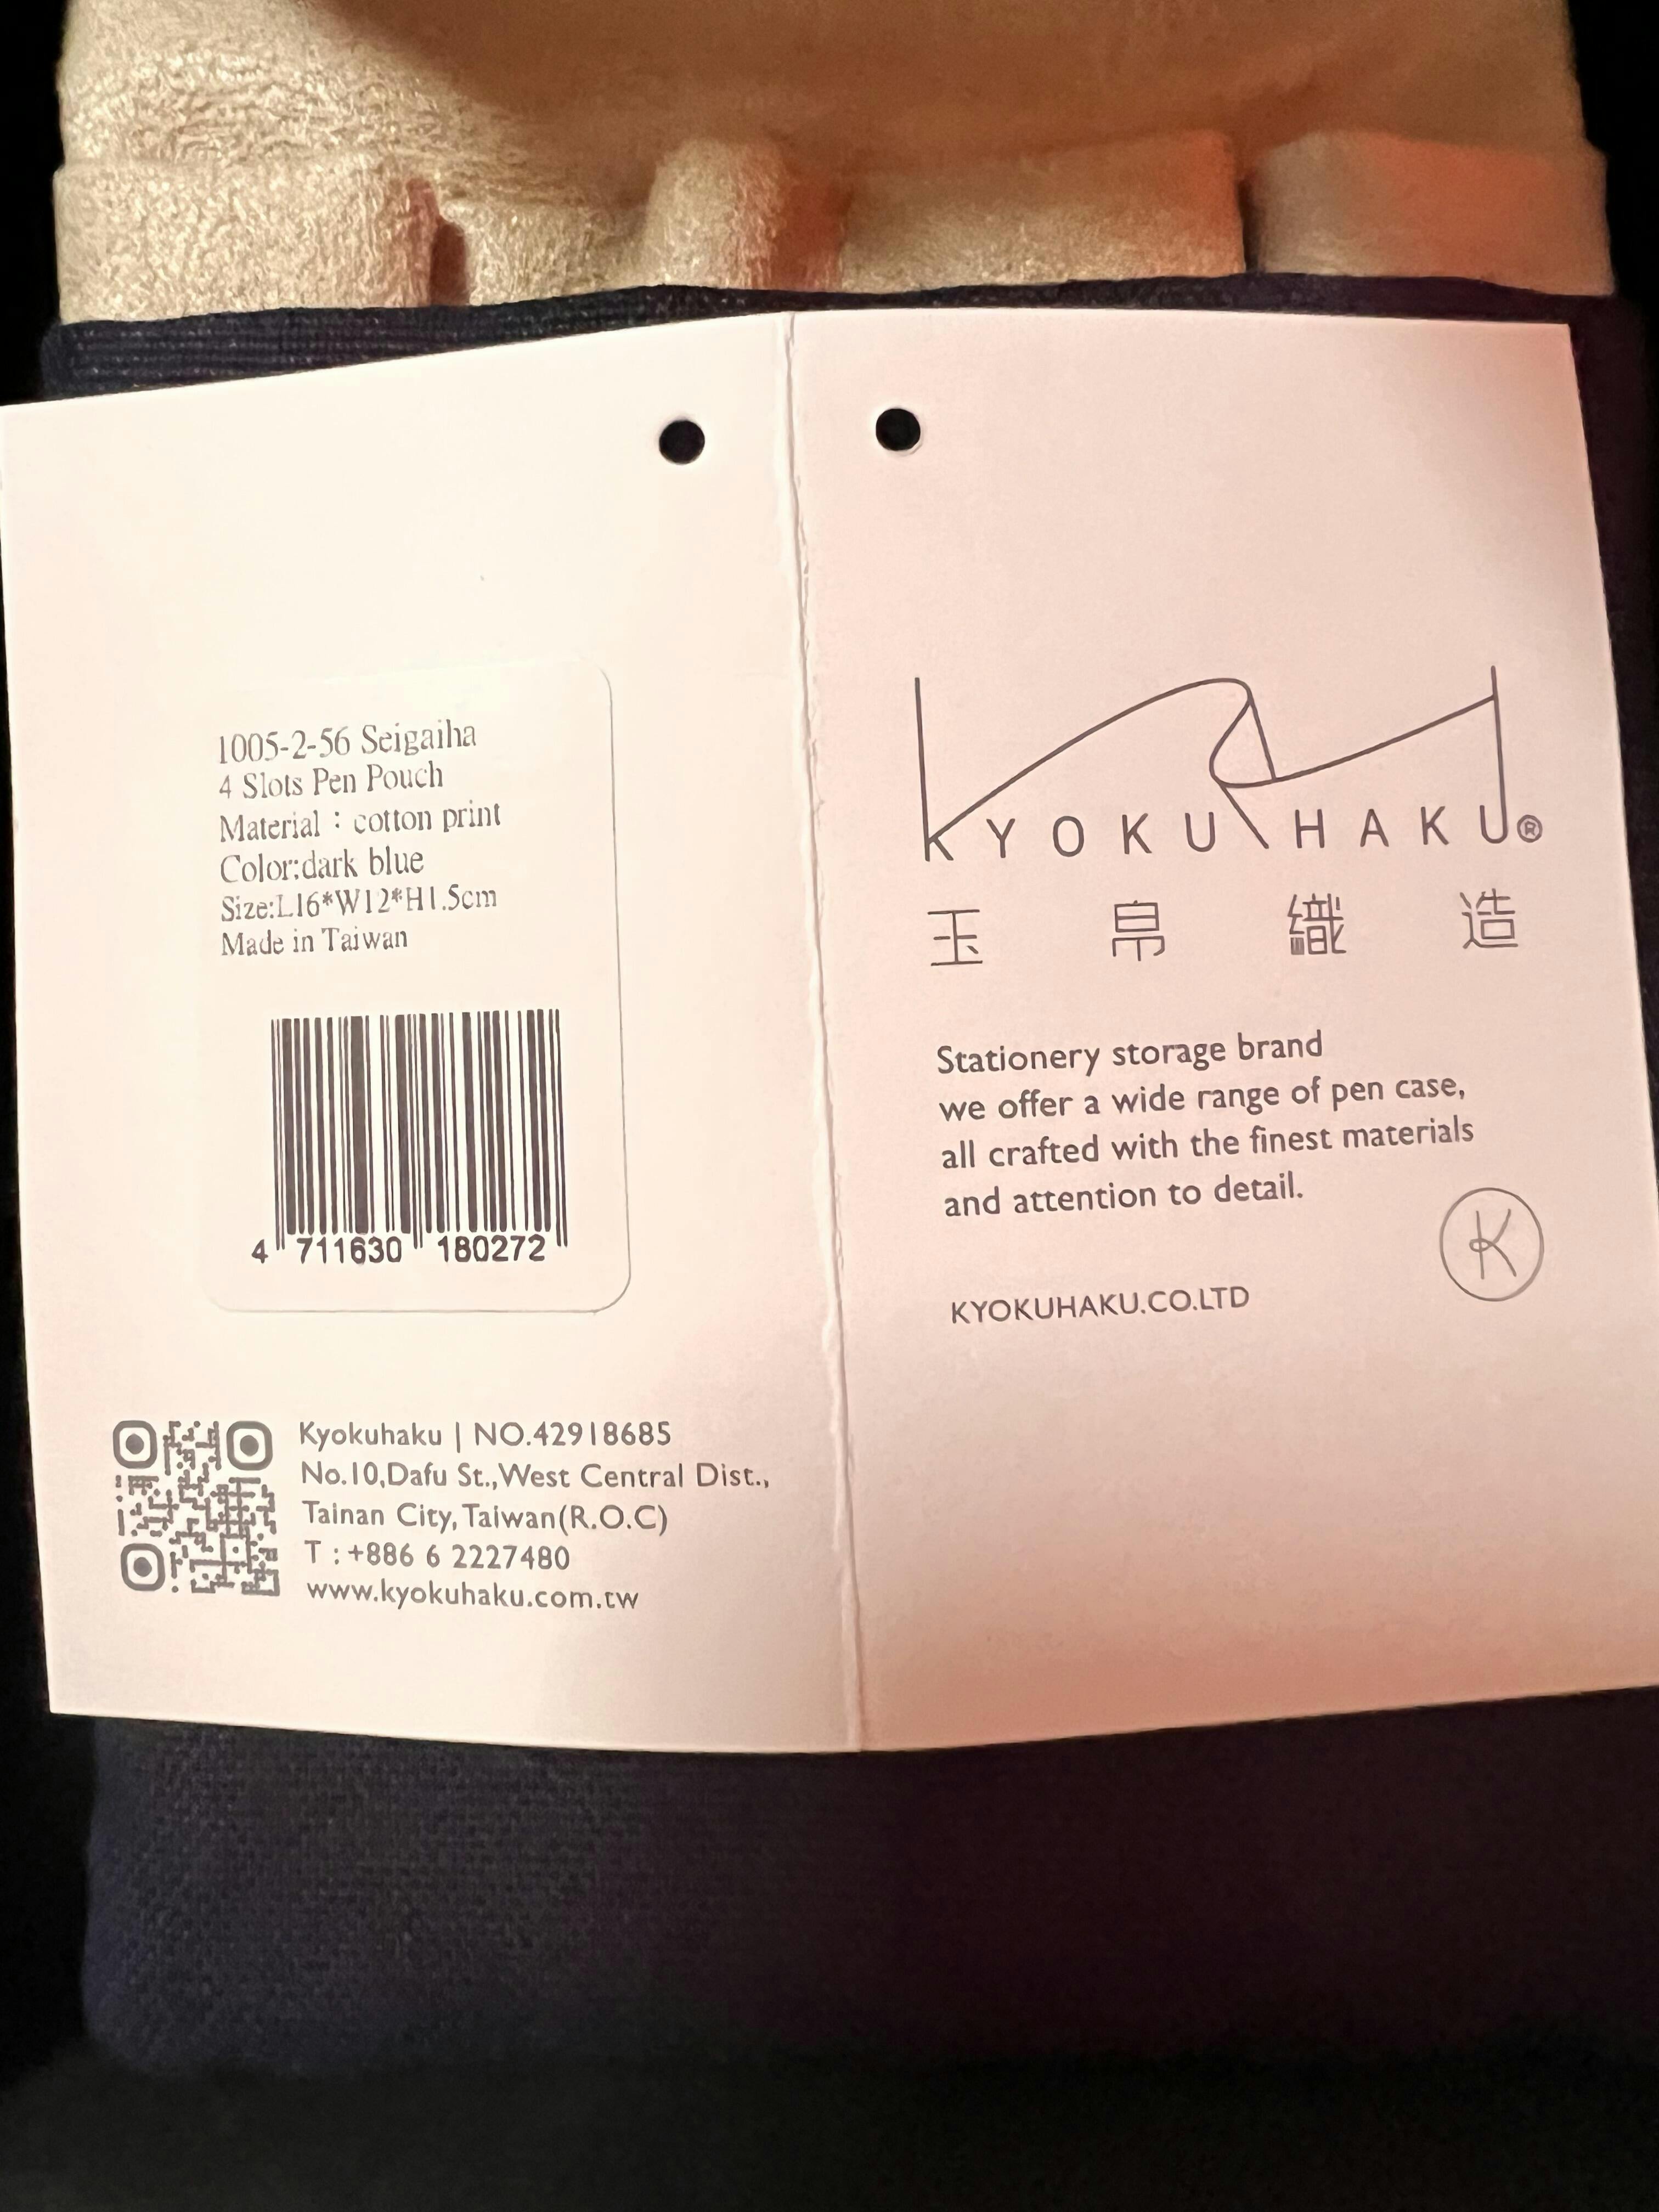 1005-2-56 Seigaiha
4 Slots Pen Pouch
Material：cotton print
Color:dark blue
Size:L16*W12*H1.5cm
Made in Taiwan
4 711630 180272
Kyokuhaku | NO.42918685
No.10,Dafu St.,West Central Dist.,
Tainan City,Taiwan(R.O.C)
T :+886 6 2227480
www.kyokuhaku.com.tw
KYOKUHAKU®
玉帛織造
Stationery storage brand
we offer a wide range of pen case,
all crafted with the finest materials
and attention to detail.
K
KYOKUHAKU.CO.LTD